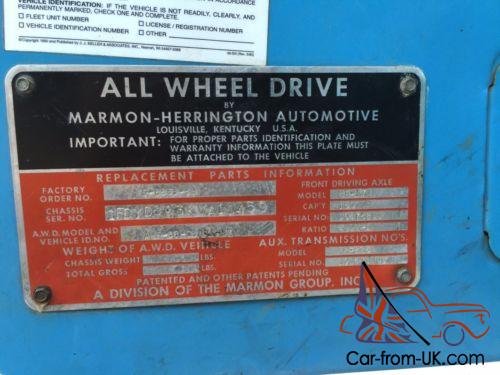 VEHICLE IDENTIFICATION: IF THE VEHICLE IS NOT READILY, CLEARLY, AND
PERMANENTLY MARKED, CHECK ONE AND COMPLETE.
FLEET UNIT NUMBER
LICENSE/REGISTRATION NUMBER
VEHICLE IDENTIFICATION NUMBER
OTHER
ALL WHEEL DRIVE
BY
MARMON-HERRINGTON AUTOMOTIVE
LOUISVILLE, KENTUCKY U.S.A.
IMPORTANT: FOR PROPER PARTS IDENTIFICATION AND
WARRANTY INFORMATION THIS PLATE MUST
BE ATTACHED TO THE VEHICLE
REPLACEMENT PARTS INFORMATION
FACTORY
ORDER NO.
CHASSIS
SER. NO.
A.W.D. MODEL AND
VEHICLE ID.NO.
FRONT DRIVING AXLE
MODEL
CAP'Y
SERIAL NO
RATIO
WEIGHT OF A.W.D. VEHICLE
CHASSIS WEIGHT LBS.
TOTAL GROSS: LBS.
AUX. TRANSMISSION NO'S.
MODEL
SERIAL NO
PATENTED AND OTHER PATENTS PENDING
A DIVISION OF THE MARMON GROUP, INC.
Car-from-UK.com